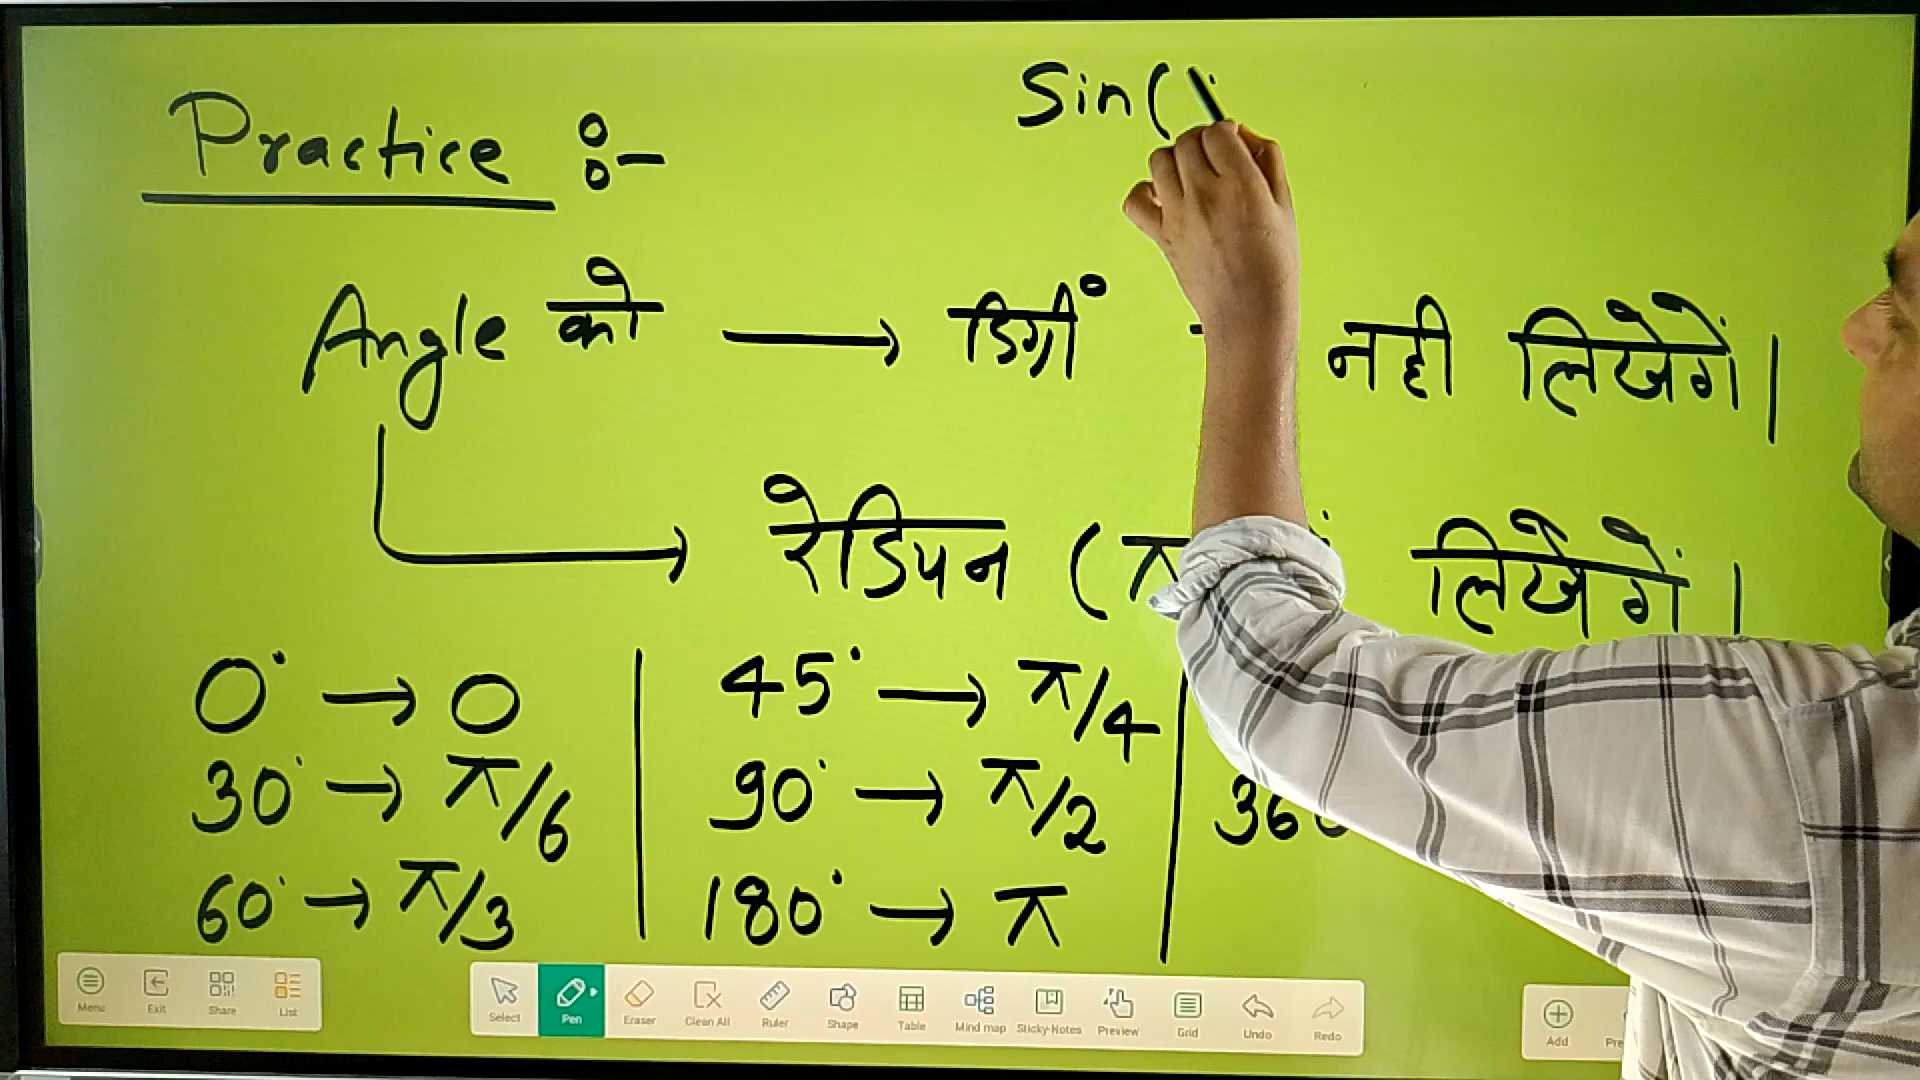 Sin(
Practice :-
Angle को → डिग्री° नही लिखेगें।
→ रेडियन (π लिखेगें।
0° → 0
30° → π/6
60° → π/3
45° → π/4
90° → π/2
180° → π
360
Menu Exit Share List
Select Pen Eraser Clean All Ruler Shape Table Mind map Sticky Notes Preview Grid Undo Redo
Add